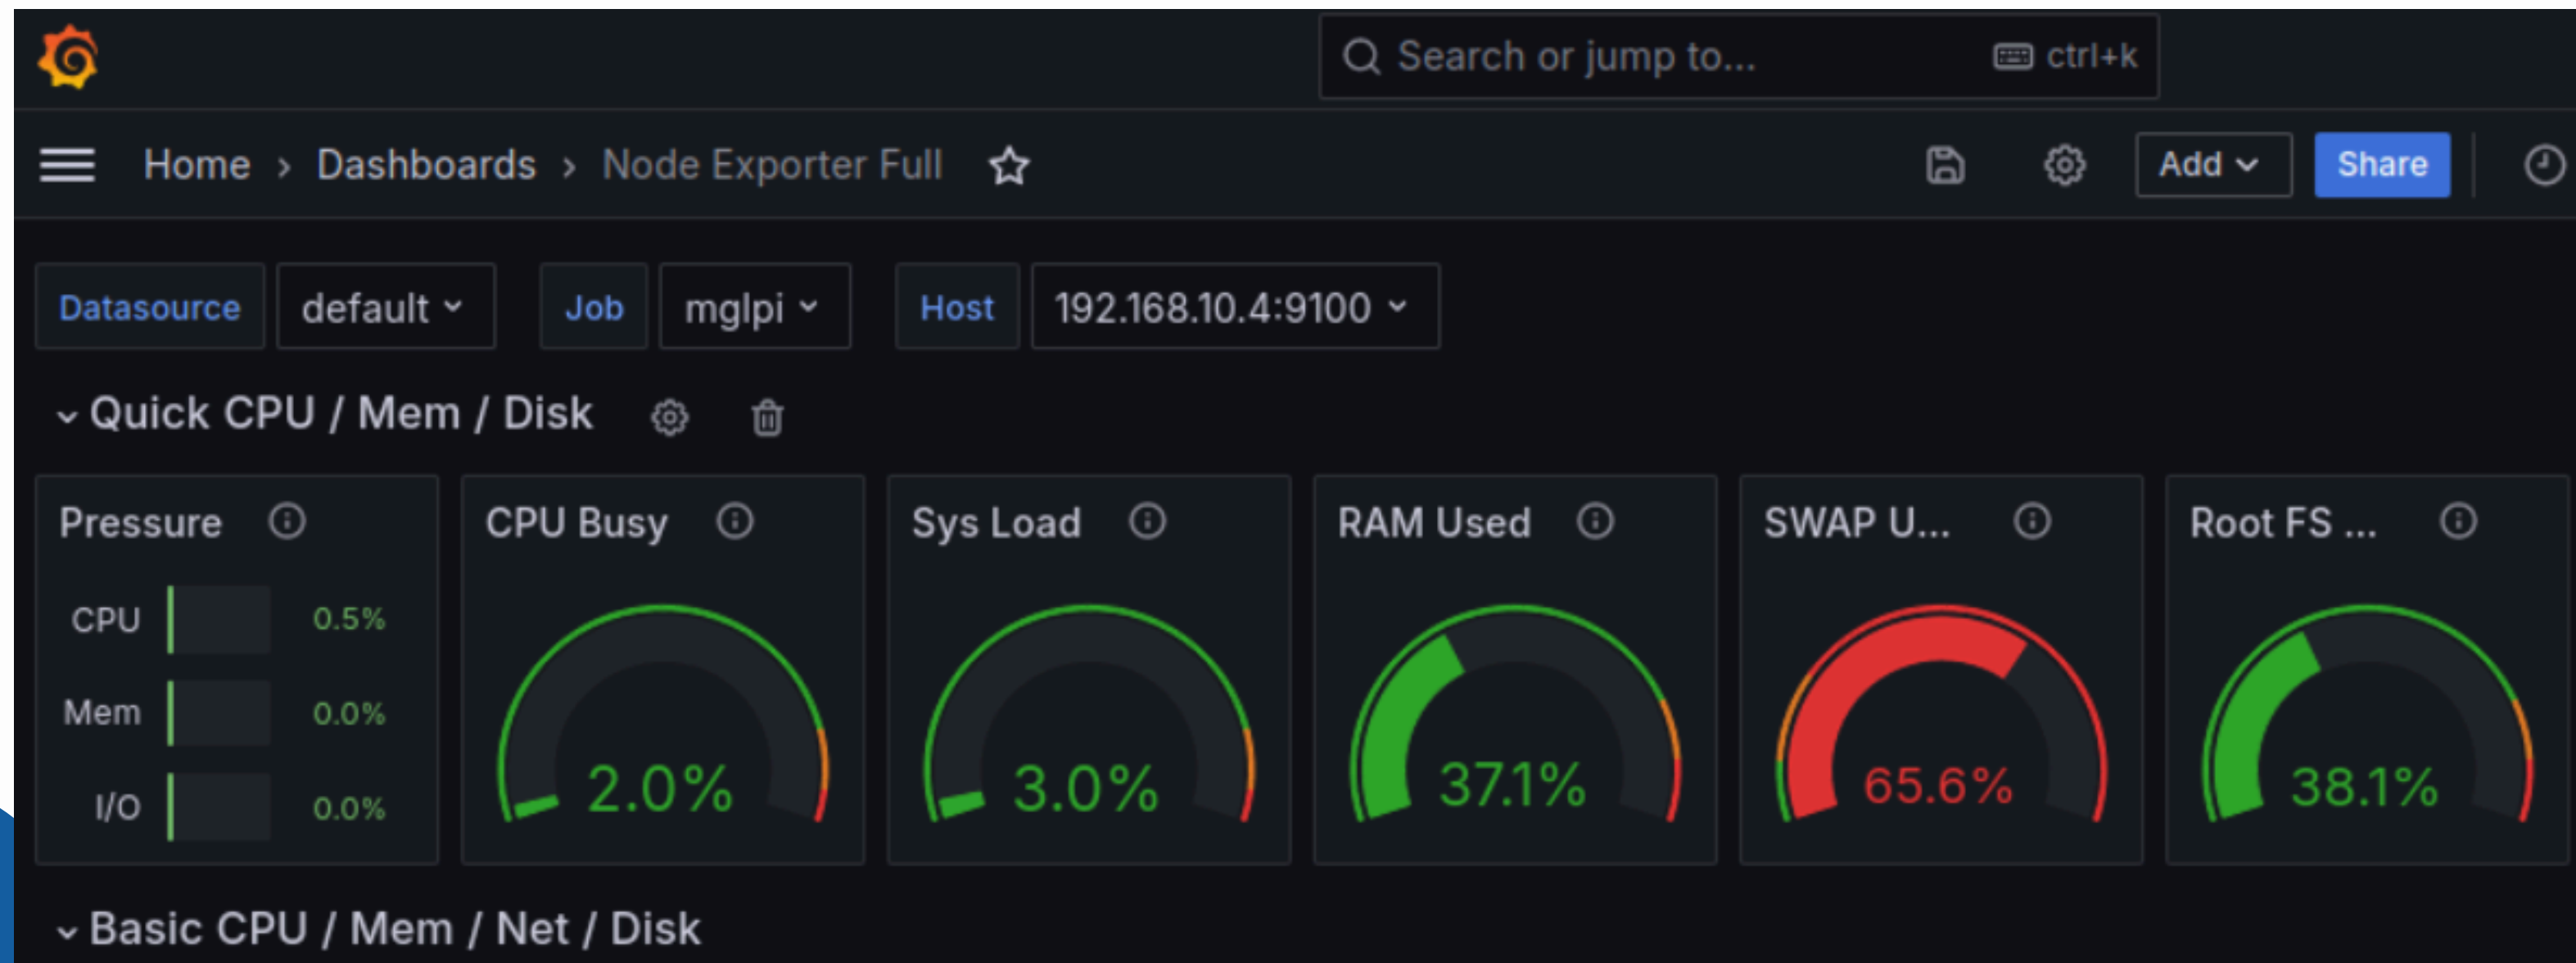 Search or jump to... ctrl+k
Home › Dashboards › Node Exporter Full
Add Share
Datasource default Job mglpi Host 192.168.10.4:9100
Quick CPU / Mem / Disk
Pressure CPU Busy Sys Load RAM Used SWAP U... Root FS ...
CPU 0.5%
Mem 0.0%
I/O 0.0%
2.0% 3.0% 37.1% 65.6% 38.1%
Basic CPU / Mem / Net / Disk